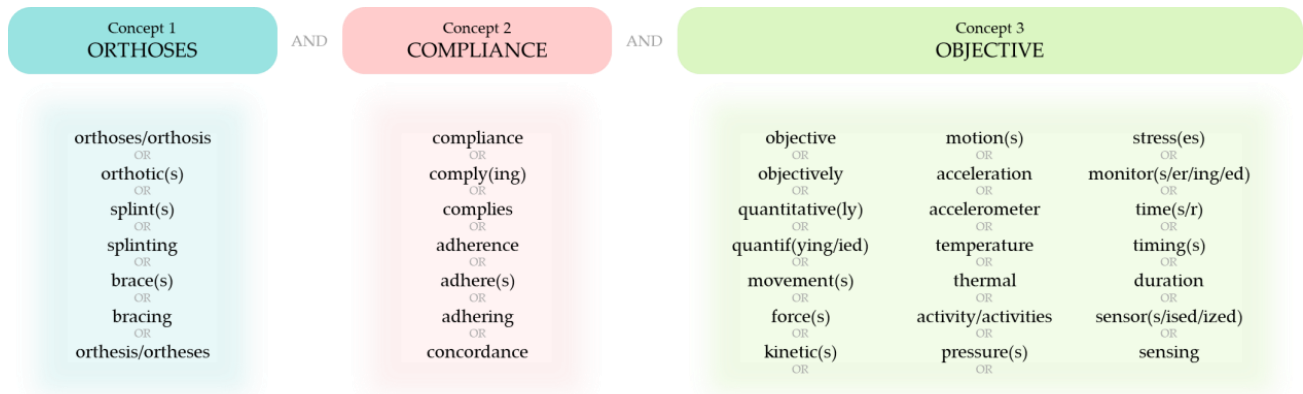 Concept 1
ORTHOSES
AND
Concept 2
COMPLIANCE
AND
Concept 3
OBJECTIVE
orthoses/orthosis
OR
orthotic(s)
OR
splint(s)
OR
splinting
OR
brace(s)
OR
bracing
OR
orthesis/ortheses
compliance
OR
comply(ing)
OR
complies
OR
adherence
OR
adhere(s)
OR
adhering
OR
concordance
objective
OR
objectively
OR
quantitative(ly)
OR
quantif(ying/ied)
OR
movement(s)
OR
force(s)
OR
kinetic(s)
OR
motion(s)
OR
acceleration
OR
accelerometer
OR
temperature
OR
thermal
OR
activity/activities
OR
pressure(s)
OR
stress(es)
OR
monitor(s/er/ing/ed)
OR
time(s/r)
OR
timing(s)
OR
duration
OR
sensor(s/ised/ized)
OR
sensing